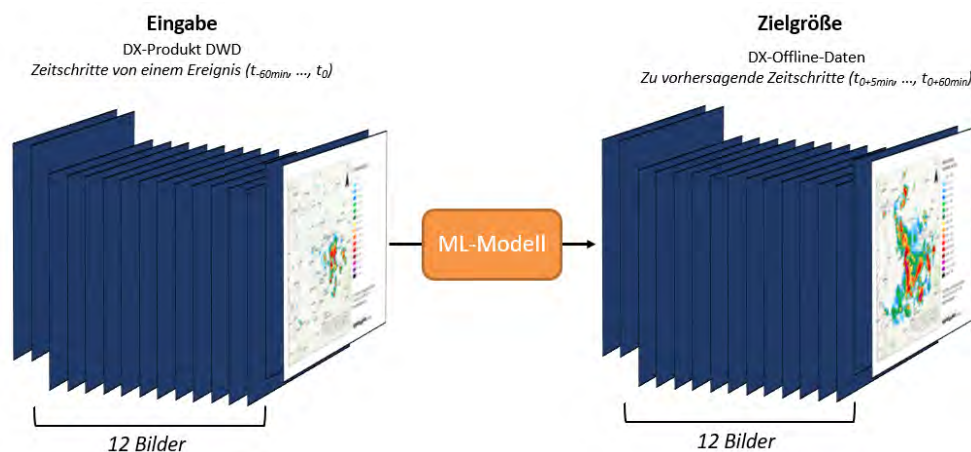 Eingabe
DX-Produkt DWD
Zeitschritte von einem Ereignis (t-60min, ..., t0)
Zielgröße
DX-Offline-Daten
Zu vorhersagende Zeitschritte (t0+5min, ..., t0+60min)
ML-Modell
12 Bilder
12 Bilder